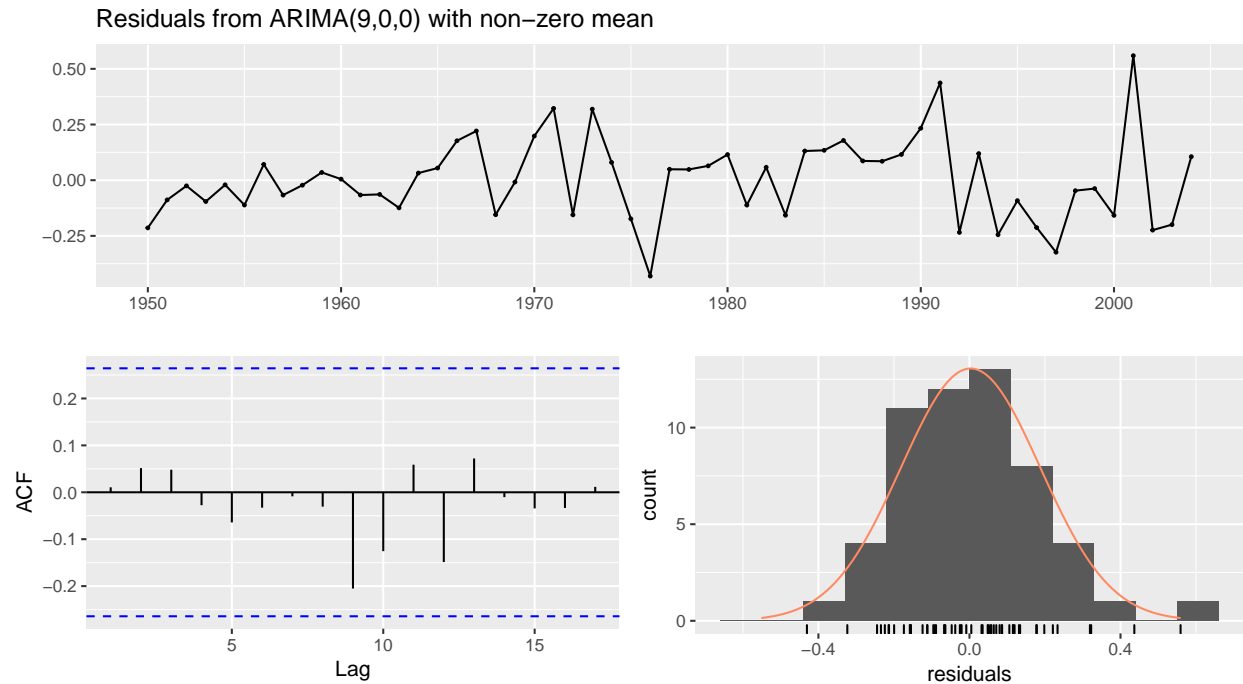 Residuals from ARIMA(9,0,0) with non−zero mean
0.50
0.25
0.00
−0.25
1950 1960 1970 1980 1990 2000
ACF
0.2
0.1
0.0
−0.1
−0.2
5 10 15
Lag
count
10
5
0
−0.4 0.0 0.4
residuals